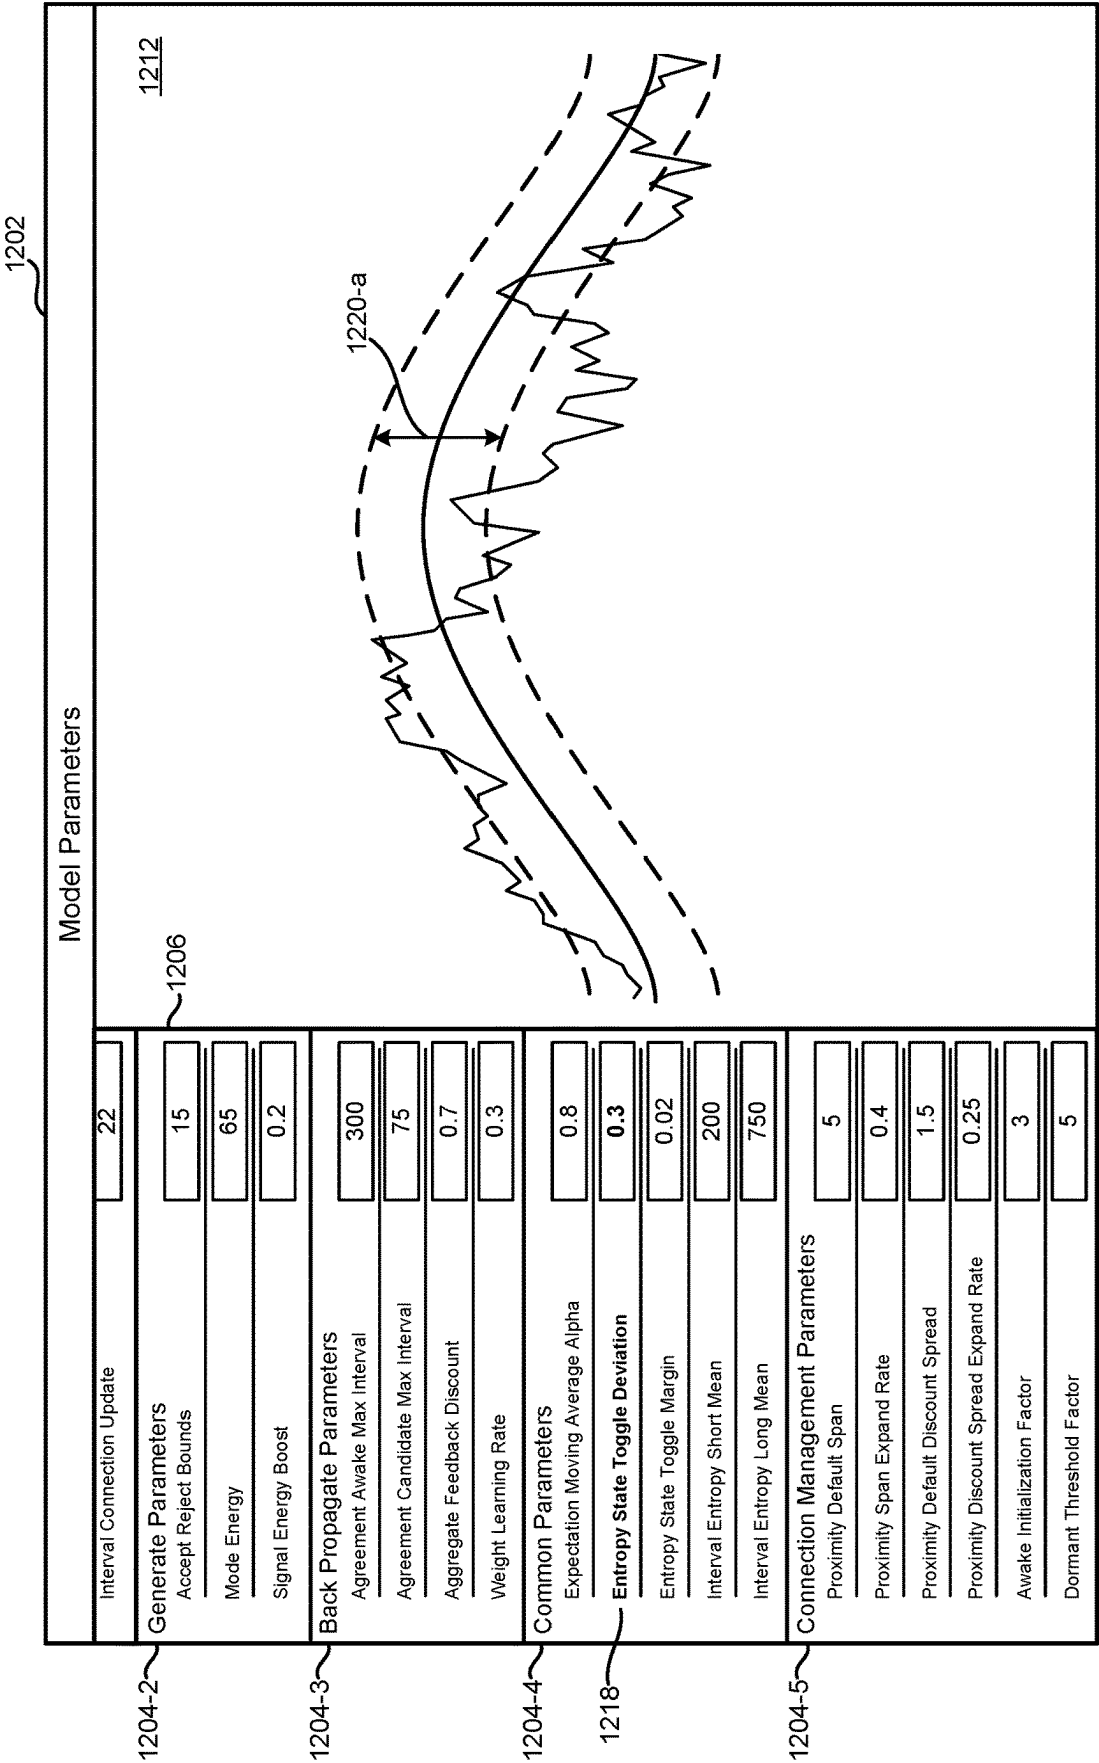 1202
Model Parameters
1212
1206
Interval Connection Update 22
1204-2
Generate Parameters
Accept Reject Bounds 15
Mode Energy 65
Signal Energy Boost 0.2
1204-3
Back Propagate Parameters
Agreement Awake Max Interval 300
Agreement Candidate Max Interval 75
Aggregate Feedback Discount 0.7
Weight Learning Rate 0.3
1204-4
Common Parameters
Expectation Moving Average Alpha 0.8
1218
Entropy State Toggle Deviation 0.3
Entropy State Toggle Margin 0.02
Interval Entropy Short Mean 200
Interval Entropy Long Mean 750
1204-5
Connection Management Parameters
Proximity Default Span 5
Proximity Span Expand Rate 0.4
Proximity Default Discount Spread 1.5
Proximity Discount Spread Expand Rate 0.25
Awake Initialization Factor 3
Dormant Threshold Factor 5
1220-a